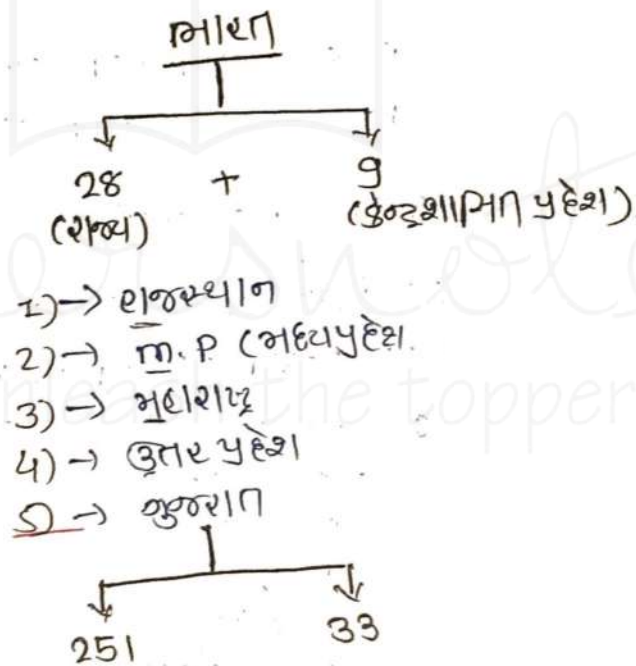 ભારત
28 + 9
(રાજ્ય) (કેન્દ્રશાસિત પ્રદેશ)
1) → રાજસ્થાન
2) → M.P (મધ્યપ્રદેશ
3) → મહારાષ્ટ્ર
4) → ઉત્તર પ્રદેશ
5) → ગુજરાત
251 33